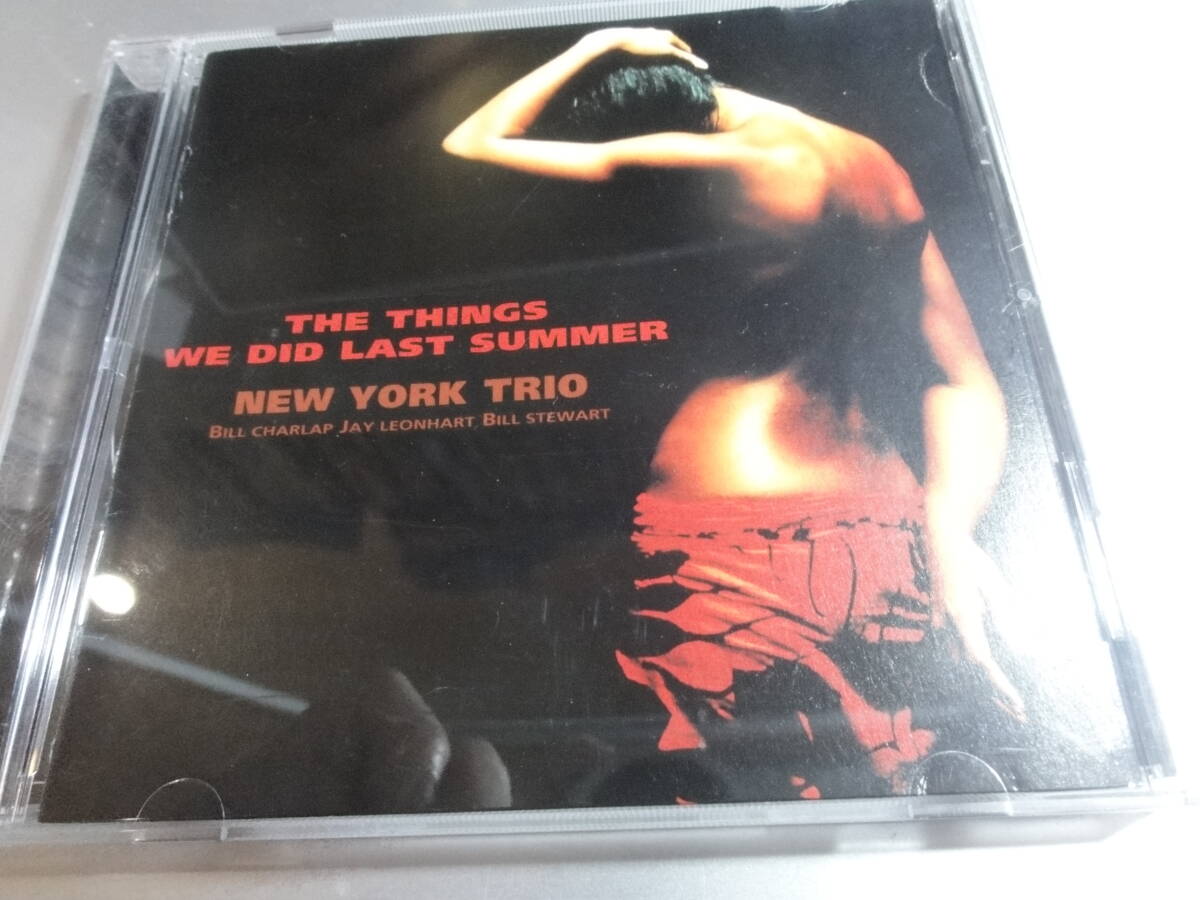 THE THINGS
WE DID LAST SUMMER
NEW YORK TRIO
BILL CHARLAP JAY LEONHART BILL STEWART